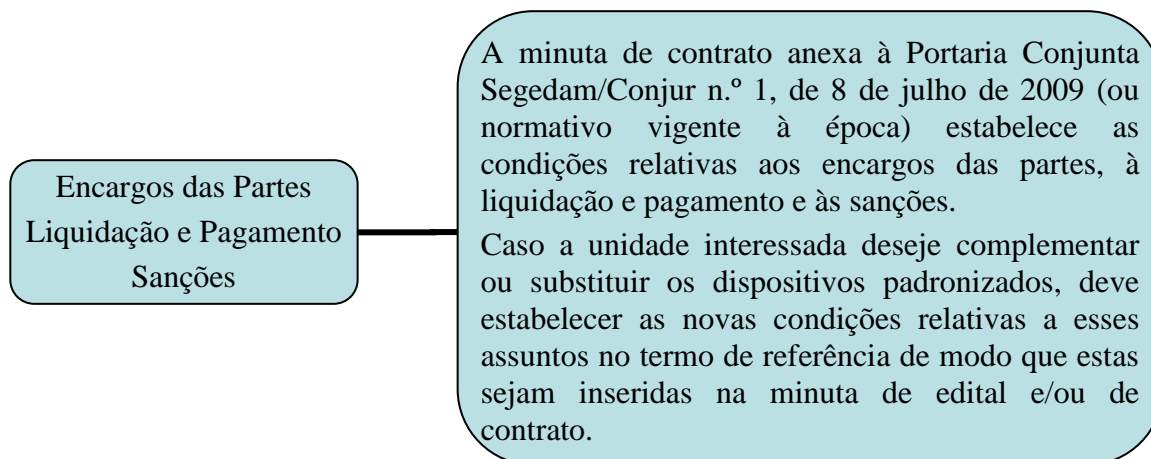 Encargos das Partes
Liquidação e Pagamento
Sanções
A minuta de contrato anexa à Portaria Conjunta
Segedam/Conjur n.º 1, de 8 de julho de 2009 (ou
normativo vigente à época) estabelece as
condições relativas aos encargos das partes, à
liquidação e pagamento e às sanções.
Caso a unidade interessada deseje complementar
ou substituir os dispositivos padronizados, deve
estabelecer as novas condições relativas a esses
assuntos no termo de referência de modo que estas
sejam inseridas na minuta de edital e/ou de
contrato.